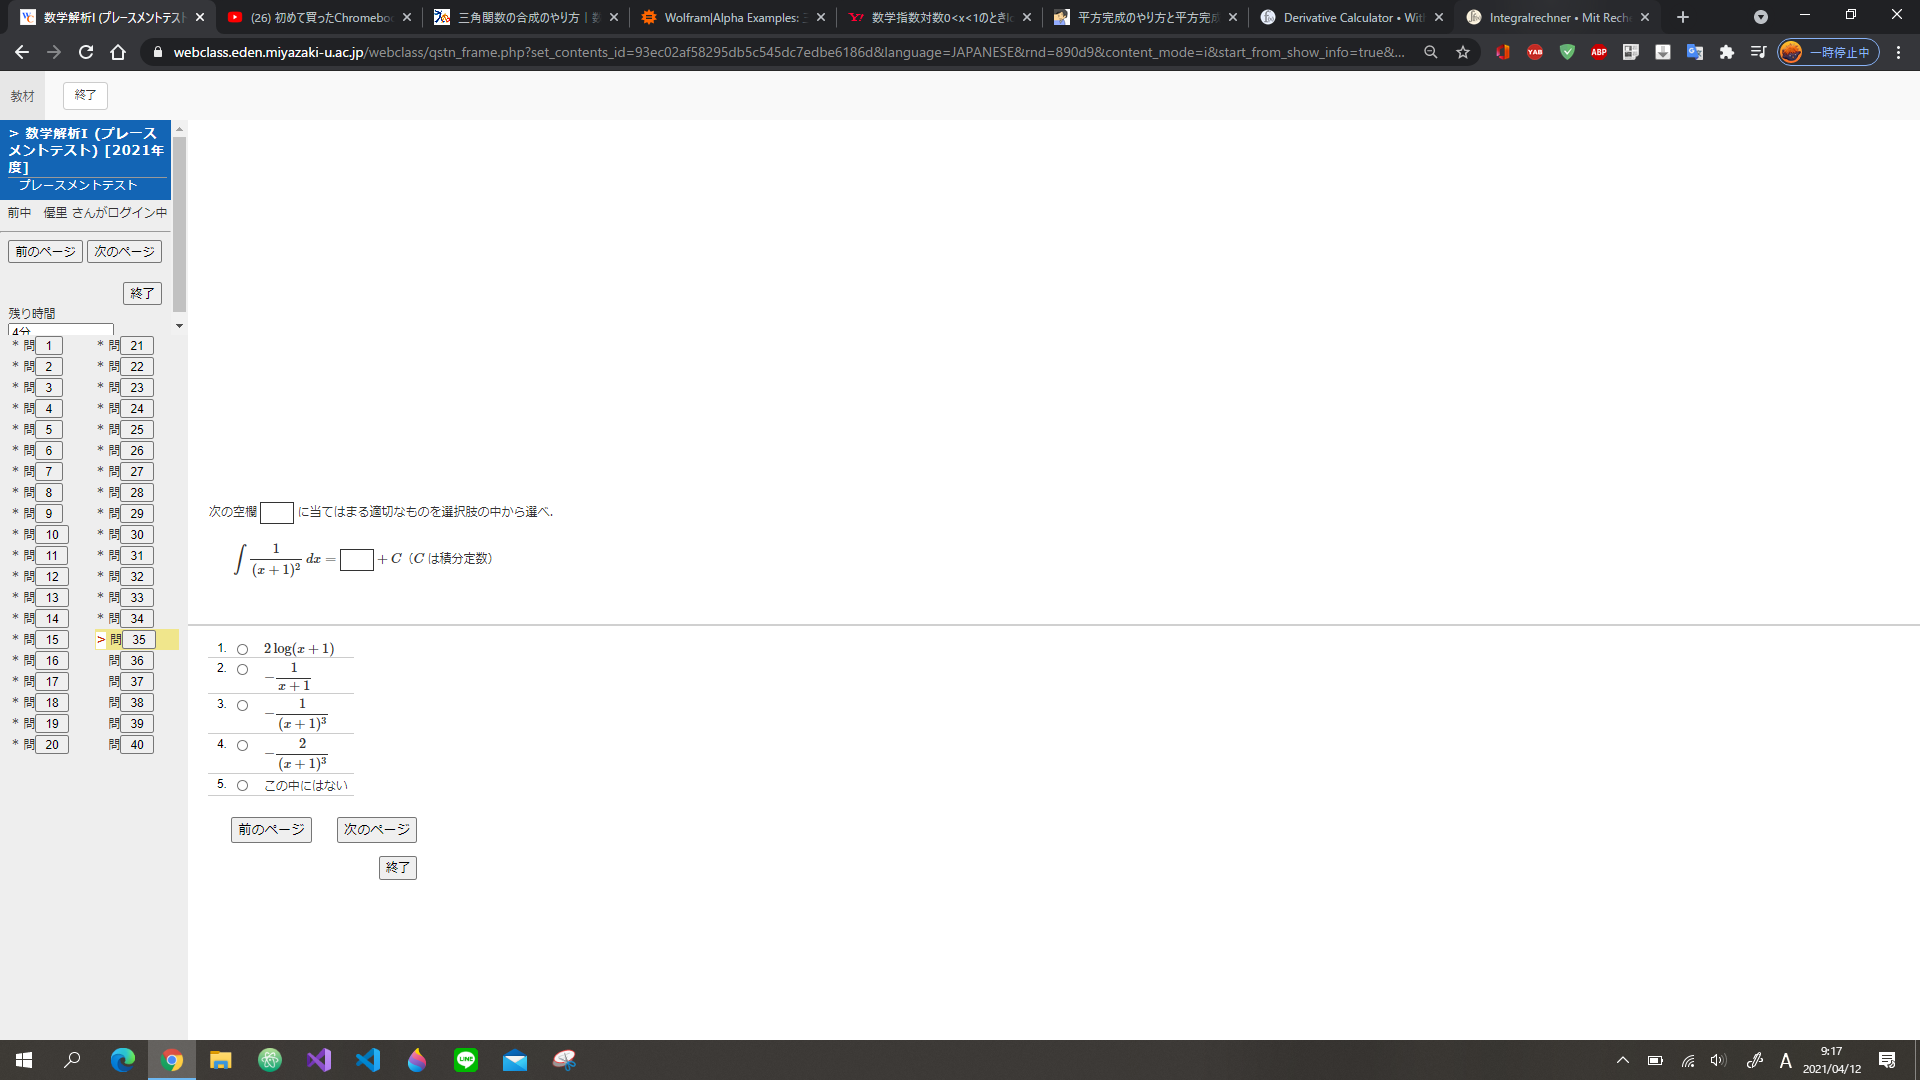 数学解析I (プレースメントテスト
(26) 初めて買ったChromeboo
三角関数の合成のやり方｜数
Wolfram|Alpha Examples: 三
数学指数対数0<x<1のときlo
平方完成のやり方と平方完成
Derivative Calculator • With
Integralrechner • Mit Reche
webclass.eden.miyazaki-u.ac.jp/webclass/qstn_frame.php?set_contents_id=93ec02af58295db5c545dc7edbe6186d&language=JAPANESE&rnd=890d9&content_mode=i&start_from_show_info=true&...
一時停止中
教材 終了
> 数学解析I (プレース
メントテスト) [2021年
度]
プレースメントテスト
前中　優里 さんがログイン中
前のページ 次のページ
終了
残り時間
4分
* 問 1 * 問 21
* 問 2 * 問 22
* 問 3 * 問 23
* 問 4 * 問 24
* 問 5 * 問 25
* 問 6 * 問 26
* 問 7 * 問 27
* 問 8 * 問 28
* 問 9 * 問 29
* 問 10 * 問 30
* 問 11 * 問 31
* 問 12 * 問 32
* 問 13 * 問 33
* 問 14 * 問 34
* 問 15 > 問 35
* 問 16 問 36
* 問 17 問 37
* 問 18 問 38
* 問 19 問 39
* 問 20 問 40
次の空欄 □ に当てはまる適切なものを選択肢の中から選べ.
∫ 1/(x + 1)² dx = □ + C（C は積分定数）
1. 2 log(x + 1)
2. −1/(x + 1)
3. −1/(x + 1)³
4. −2/(x + 1)³
5. この中にはない
前のページ 次のページ
終了
LINE
A
9:17
2021/04/12